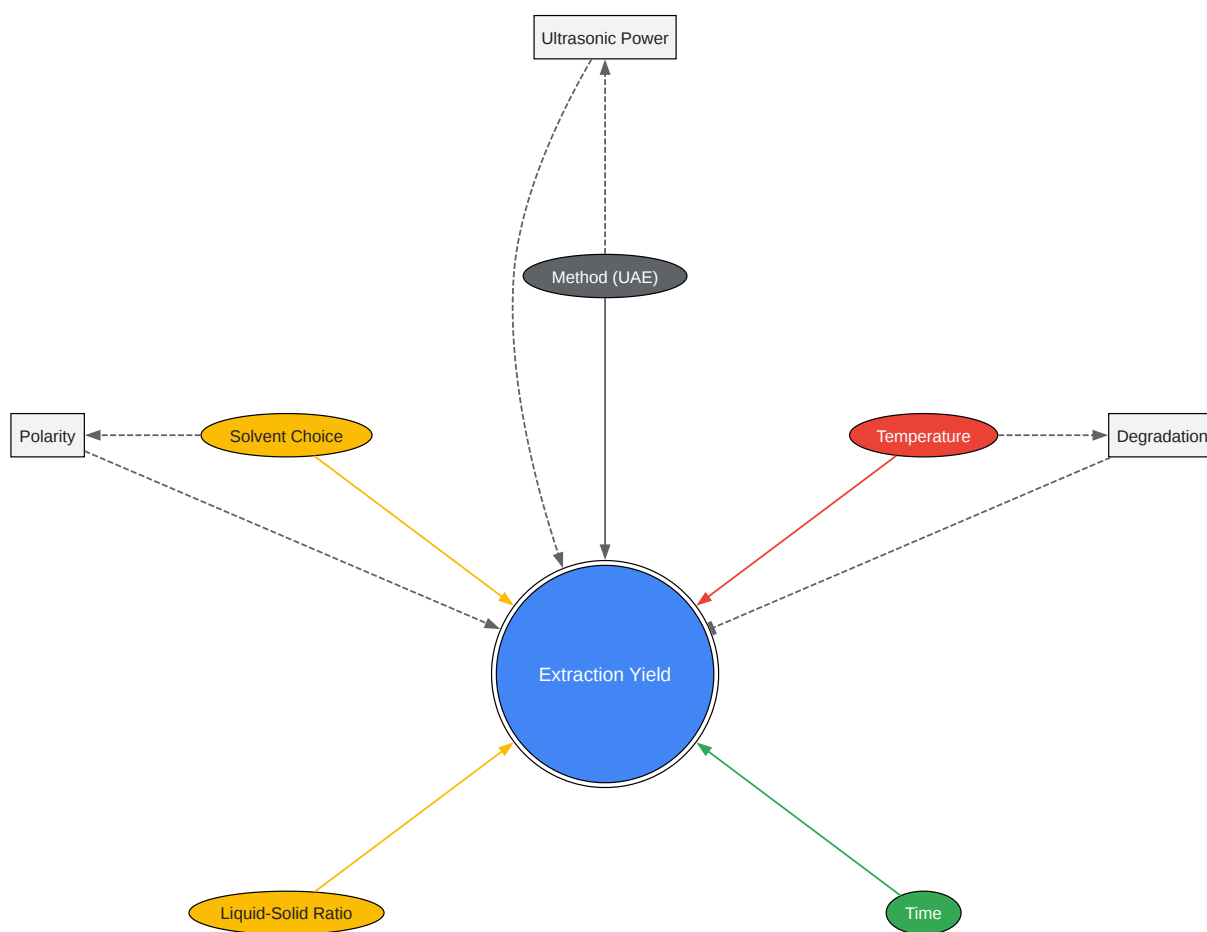 Ultrasonic Power
Method (UAE)
Polarity
Solvent Choice
Temperature
Degradation
Extraction Yield
Liquid-Solid Ratio
Time